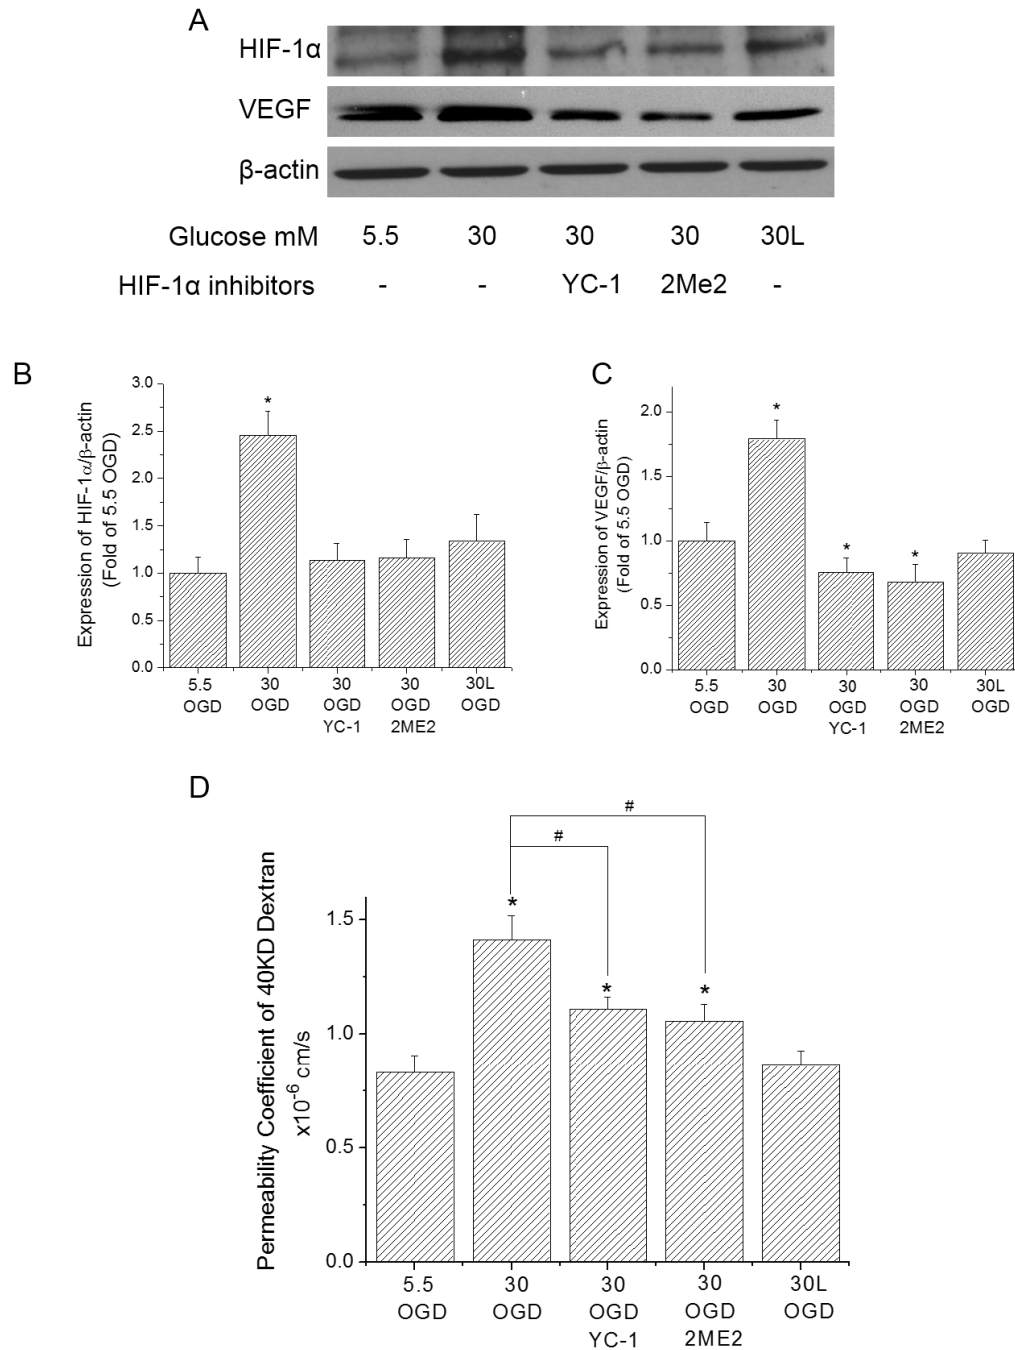 A
HIF-1α
VEGF
β-actin
Glucose mM 5.5 30 30 30 30L
HIF-1α inhibitors - - YC-1 2Me2 -
B
Expression of HIF-1α/β-actin
(Fold of 5.5 OGD)
3.0
2.5
2.0
1.5
1.0
0.5
0.0
*
5.5 30 30 30 30L
OGD OGD OGD OGD OGD
YC-1 2ME2
C
Expression of VEGF/β-actin
(Fold of 5.5 OGD)
2.0
1.5
1.0
0.5
0.0
* * *
5.5 30 30 30 30L
OGD OGD OGD OGD OGD
YC-1 2ME2
D
Permeability Coefficient of 40KD Dextran
x10⁻⁶ cm/s
1.5
1.0
0.5
0.0
#
#
* * *
5.5 30 30 30 30L
OGD OGD OGD OGD OGD
YC-1 2ME2